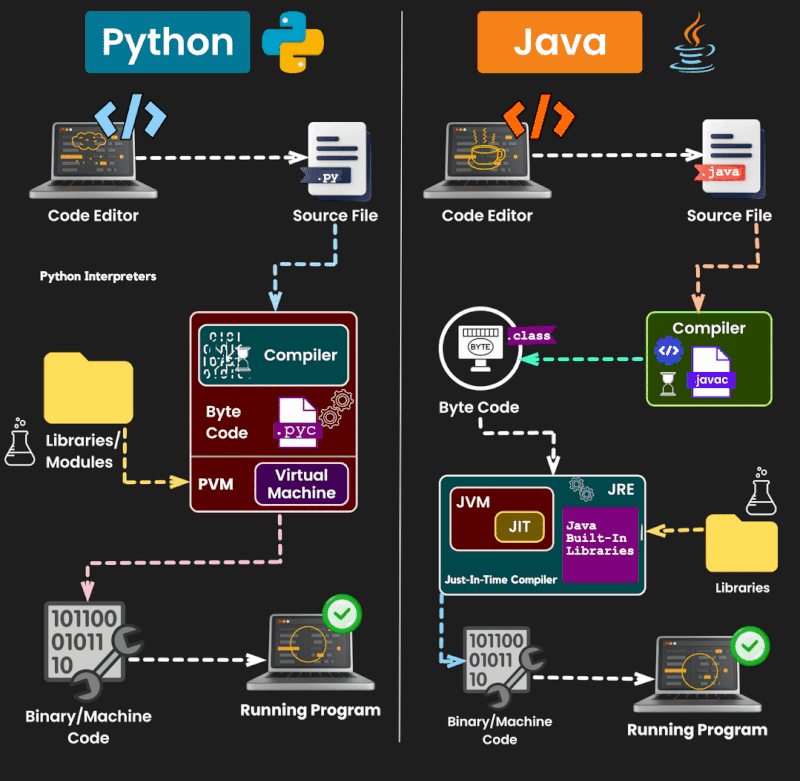 Python
</>
Code Editor
.py
Source File
Python Interpreters
0101
Compiler
Byte
Code
.pyc
Libraries/
Modules
PVM
Virtual
Machine
101100
01011
10
Binary/Machine
Code
Running Program
Java
</>
Code Editor
.java
Source File
Compiler
</>
.javac
BYTE
.class
Byte Code
JVM
JIT
JRE
Java
Built-In
Libraries
Just-In-Time Compiler
Libraries
101100
01011
10
Binary/Machine
Code
Running Program